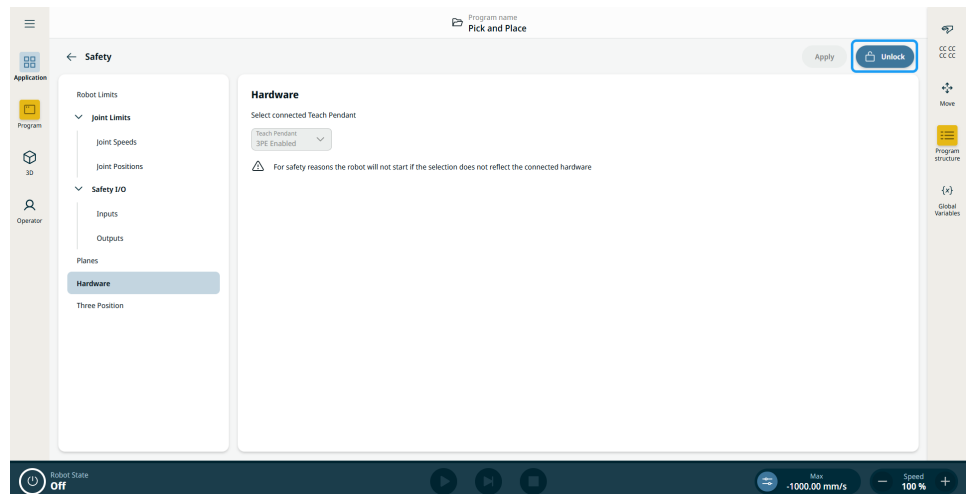 Program name
Pick and Place
Safety
Apply
Unlock
Application
Program
3D
Operator
Robot Limits
Joint Limits
Joint Speeds
Joint Positions
Safety I/O
Inputs
Outputs
Planes
Hardware
Three Position
Hardware
Select connected Teach Pendant
Teach Pendant
3PE Enabled
For safety reasons the robot will not start if the selection does not reflect the connected hardware
CC CC
CC CC
Move
Program
structure
{x}
Global
Variables
Robot State
Off
Max
-1000.00 mm/s
Speed
100 %